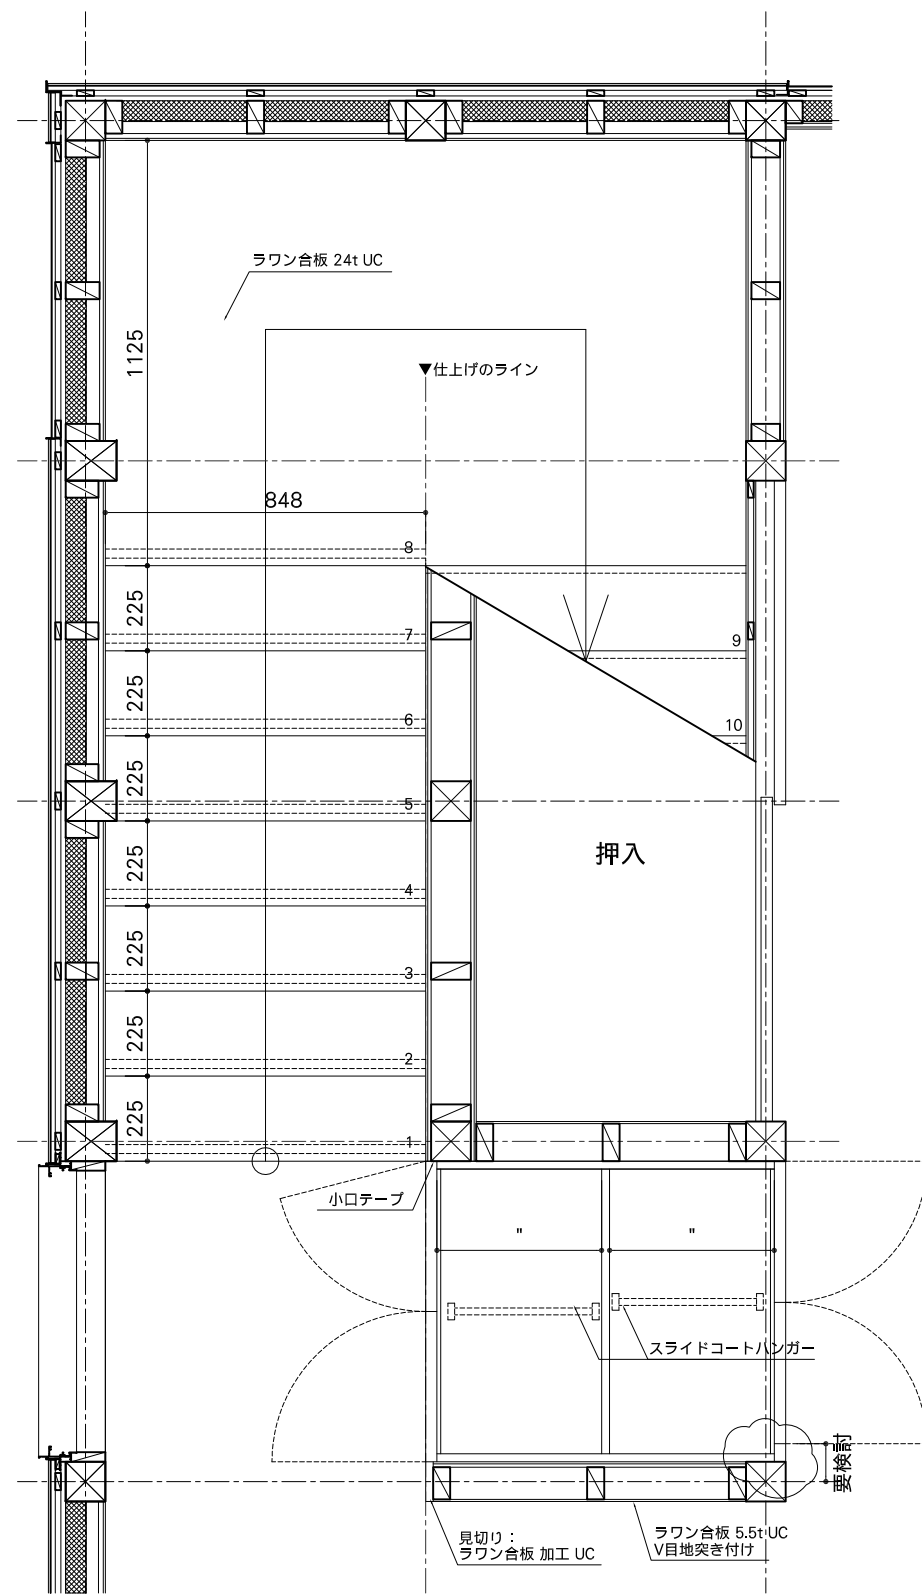 ラワン合板 24t UC
1125
▼仕上げのライン
848
8
225
7
9
225
6
10
225
5
押入
225
4
225
3
225
2
225
1
小口テープ
"
"
スライドコートハンガー
要検討
見切り：
ラワン合板 加工 UC
ラワン合板 5.5t UC
V目地突き付け